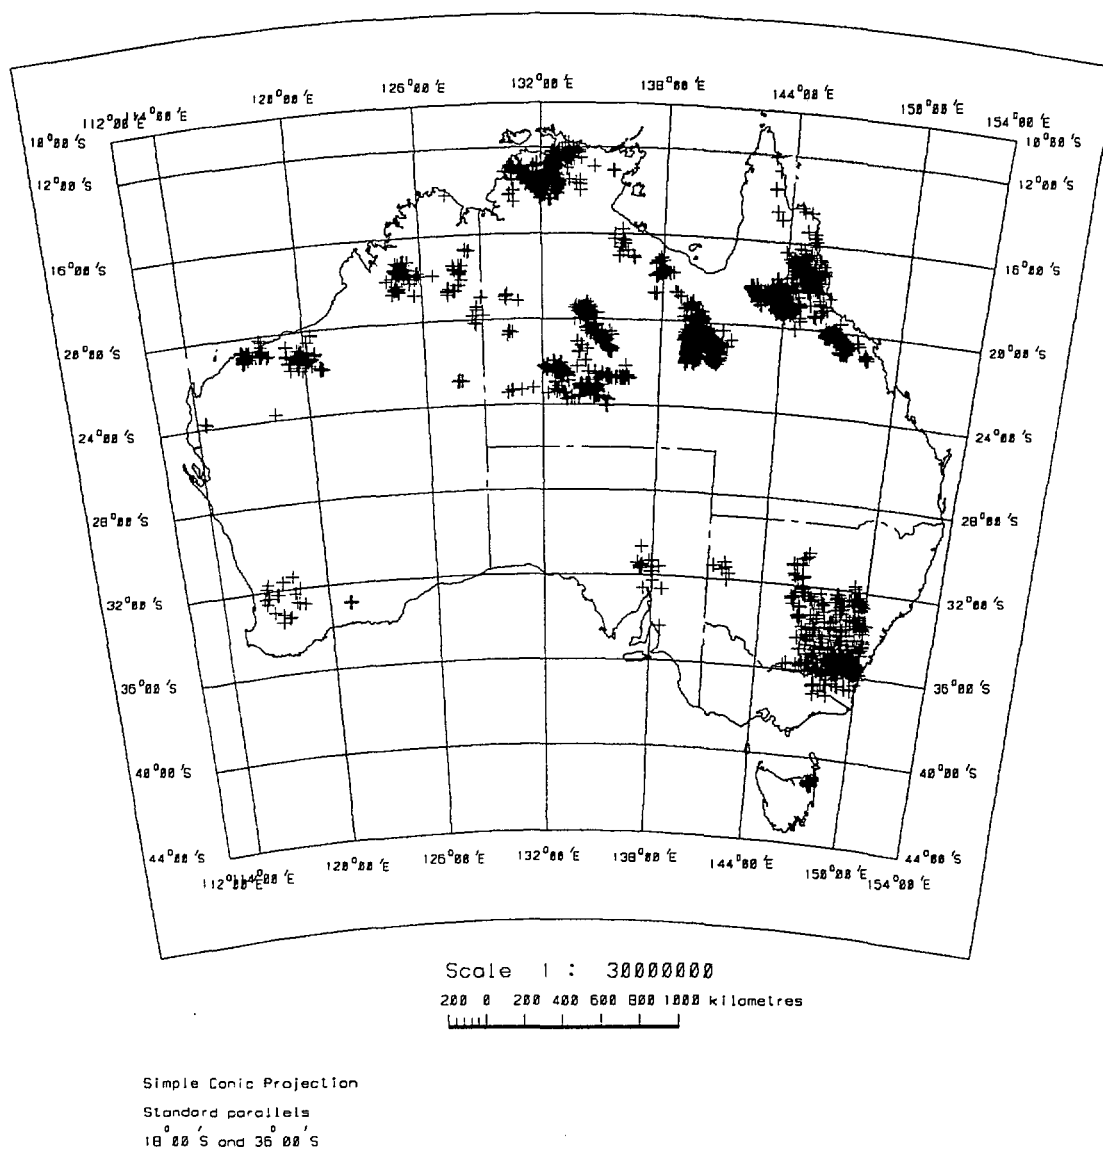 132°00'E
126°00'E 138°00'E
120°00'E 144°00'E
112°00'E 114°00'E 150°00'E 154°00'E
10°00'S 10°00'S
12°00'S 12°00'S
16°00'S 16°00'S
20°00'S 20°00'S
24°00'S 24°00'S
28°00'S 28°00'S
32°00'S 32°00'S
36°00'S 36°00'S
40°00'S 40°00'S
44°00'S 44°00'S
112°00'E 114°00'E 120°00'E 126°00'E 132°00'E 138°00'E 144°00'E 150°00'E 154°00'E
Scale 1 : 30000000
200 0 200 400 600 800 1000 kilometres
Simple Conic Projection
Standard parallels
18°00'S and 36°00'S